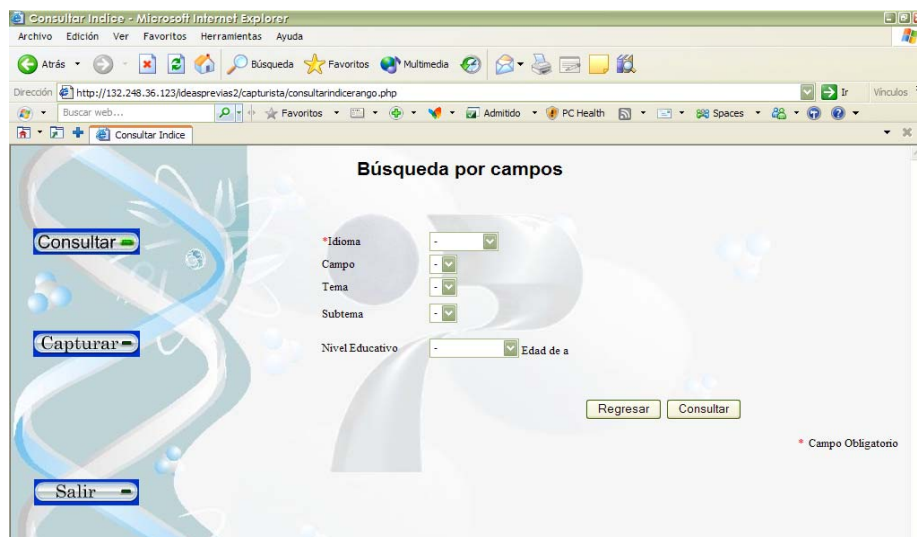 Consultar Indice - Microsoft Internet Explorer
Archivo Edición Ver Favoritos Herramientas Ayuda
Atrás Búsqueda Favoritos Multimedia
Dirección http://132.248.36.123/ideasprevias2/capturista/consultarindicerango.php Ir Vínculos
Buscar web... Favoritos Admitido PC Health Spaces
Consultar Indice
Búsqueda por campos
Consultar
*Idioma -
Campo -
Tema -
Subtema -
Capturar
Nivel Educativo - Edad de a
Regresar Consultar
* Campo Obligatorio
Salir